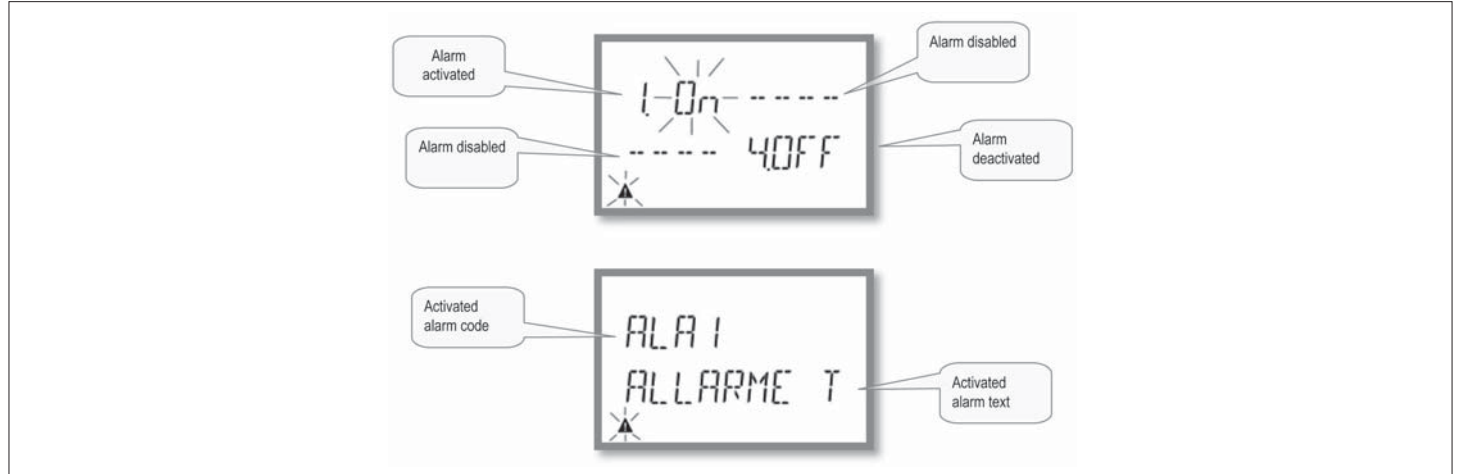 Alarm
activated
Alarm disabled
1. On ----
Alarm disabled
---- 4.OFF
Alarm
deactivated
Activated
alarm code
ALA1
ALLARME T
Activated
alarm text